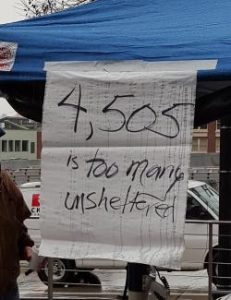 4,505
is too many
unsheltered